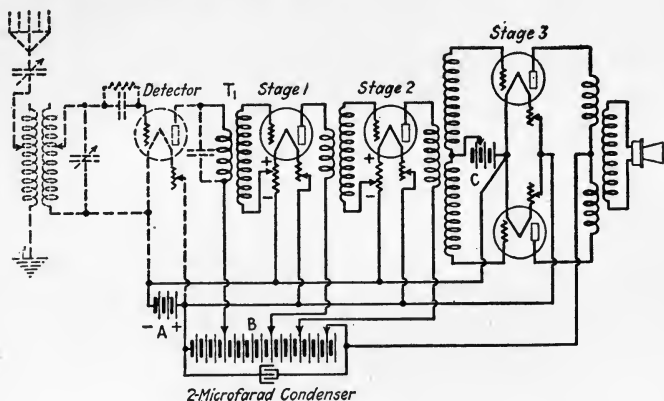 Stage 3
Detector
T1
Stage 1
Stage 2
+
-
+
-
C
- A +
B
2-Microfarad Condenser